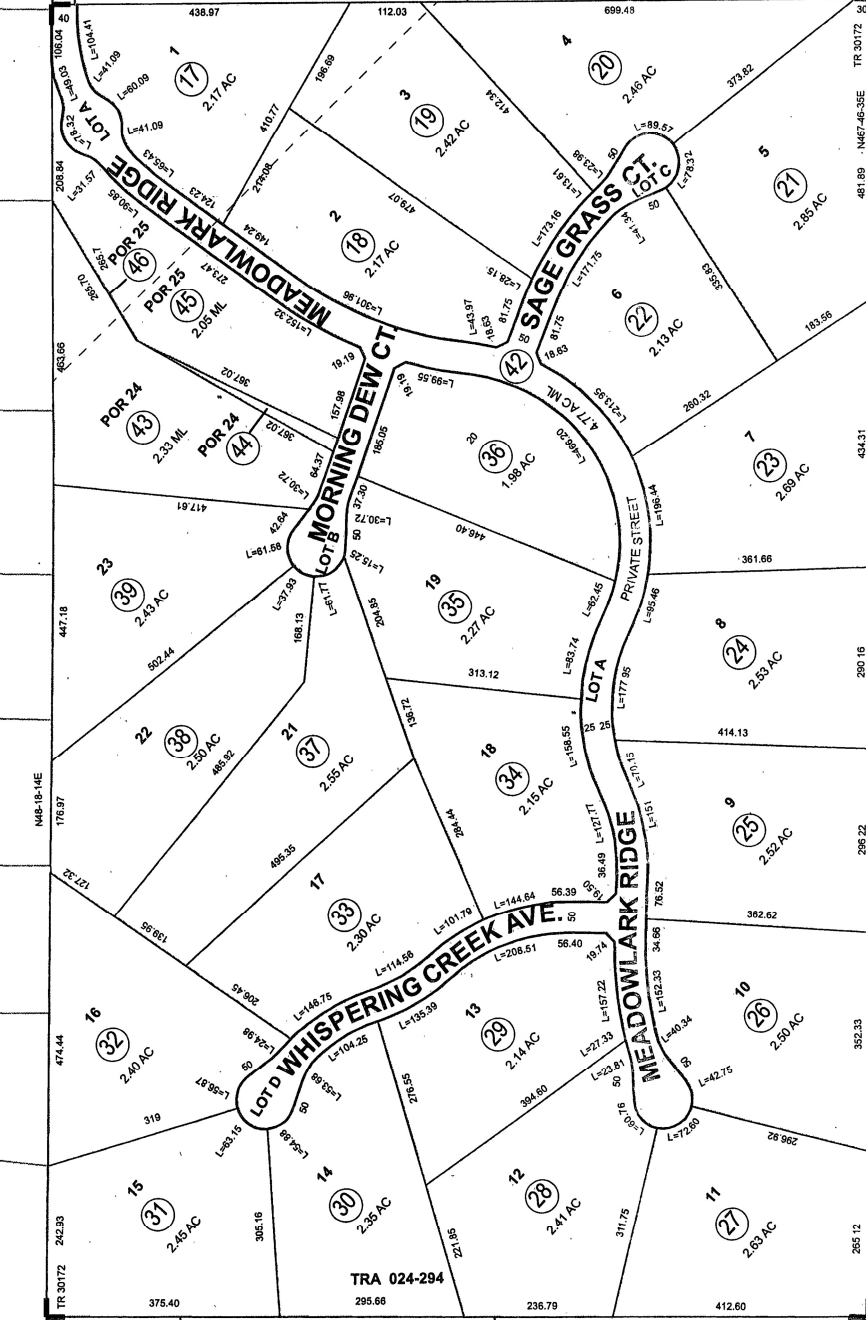 40
438.97
112.03
699.48
30
TR 30172
N467-46-35E
106.04
L=49.03
L=104.41
L=41.09
L=60.09
L=41.09
L=78.32
LOT A
1
17
2.17 AC
196.69
410.77
3
19
2.42 AC
412.34
4
20
2.46 AC
373.82
L=89.57
50
L=23.98
L=13.61
L=78.32
LOT C
50
L=41.34
5
21
2.85 AC
481.89
208.84
L=31.57
L=90.85
L=65.43
124.23
MEADOWLARK RIDGE
219.08
149.24
479.07
2
18
2.17 AC
L=301.96
L=173.16
SAGE GRASS CT.
L=171.75
L=28.15
81.75
81.75
L=43.97
18.63
50
18.63
42
335.83
6
22
2.13 AC
183.56
260.32
265.7
265.70
POR 25
46
POR 25
45
2.05 ML
273.47
L=152.32
463.66
367.02
19.19
19.19
L=99.55
POR 24
43
2.33 ML
POR 24
44
367.02
157.98
185.05
MORNING DEW CT.
64.37
L=30.72
37.30
L=30.72
50
L=15.25
42.64
L=61.58
LOT B
L=37.93
L=61.77
20
36
1.98 AC
L=466.20
4.77 AC ML
L=213.95
7
23
2.69 AC
434.31
L=196.44
PRIVATE STREET
417.61
446.40
361.66
23
39
2.43 AC
447.18
502.44
168.13
204.85
19
35
2.27 AC
L=62.45
L=95.46
L=83.74
8
24
2.53 AC
290.16
313.12
LOT A
L=177.95
25 25
414.13
136.72
22
38
2.50 AC
485.82
21
37
2.55 AC
N48-18-14E
176.97
18
34
2.15 AC
L=158.55
L=70.15
L=151
L=127.77
9
25
2.52 AC
296.22
284.44
495.35
36.49
76.52
127.32
139.95
17
33
2.30 AC
L=101.79
L=144.64
56.39
19.50
50
362.62
34.66
MEADOWLARK RIDGE
WHISPERING CREEK AVE.
L=208.51
56.40
19.74
206.45
L=114.56
L=146.75
L=135.39
L=104.25
16
32
2.40 AC
474.44
L=24.98
50
L=56.87
LOT D
L=53.68
50
13
29
2.14 AC
L=157.22
L=152.33
10
26
2.50 AC
352.33
L=27.33
L=23.81
L=40.34
50
50
L=42.75
276.55
394.60
319
L=63.15
L=54.88
L=60.76
L=72.60
296.92
15
31
2.45 AC
242.93
305.16
14
30
2.35 AC
12
28
2.41 AC
221.85
311.75
11
27
2.63 AC
265.12
TR 30172
TRA 024-294
375.40
295.66
236.79
412.60